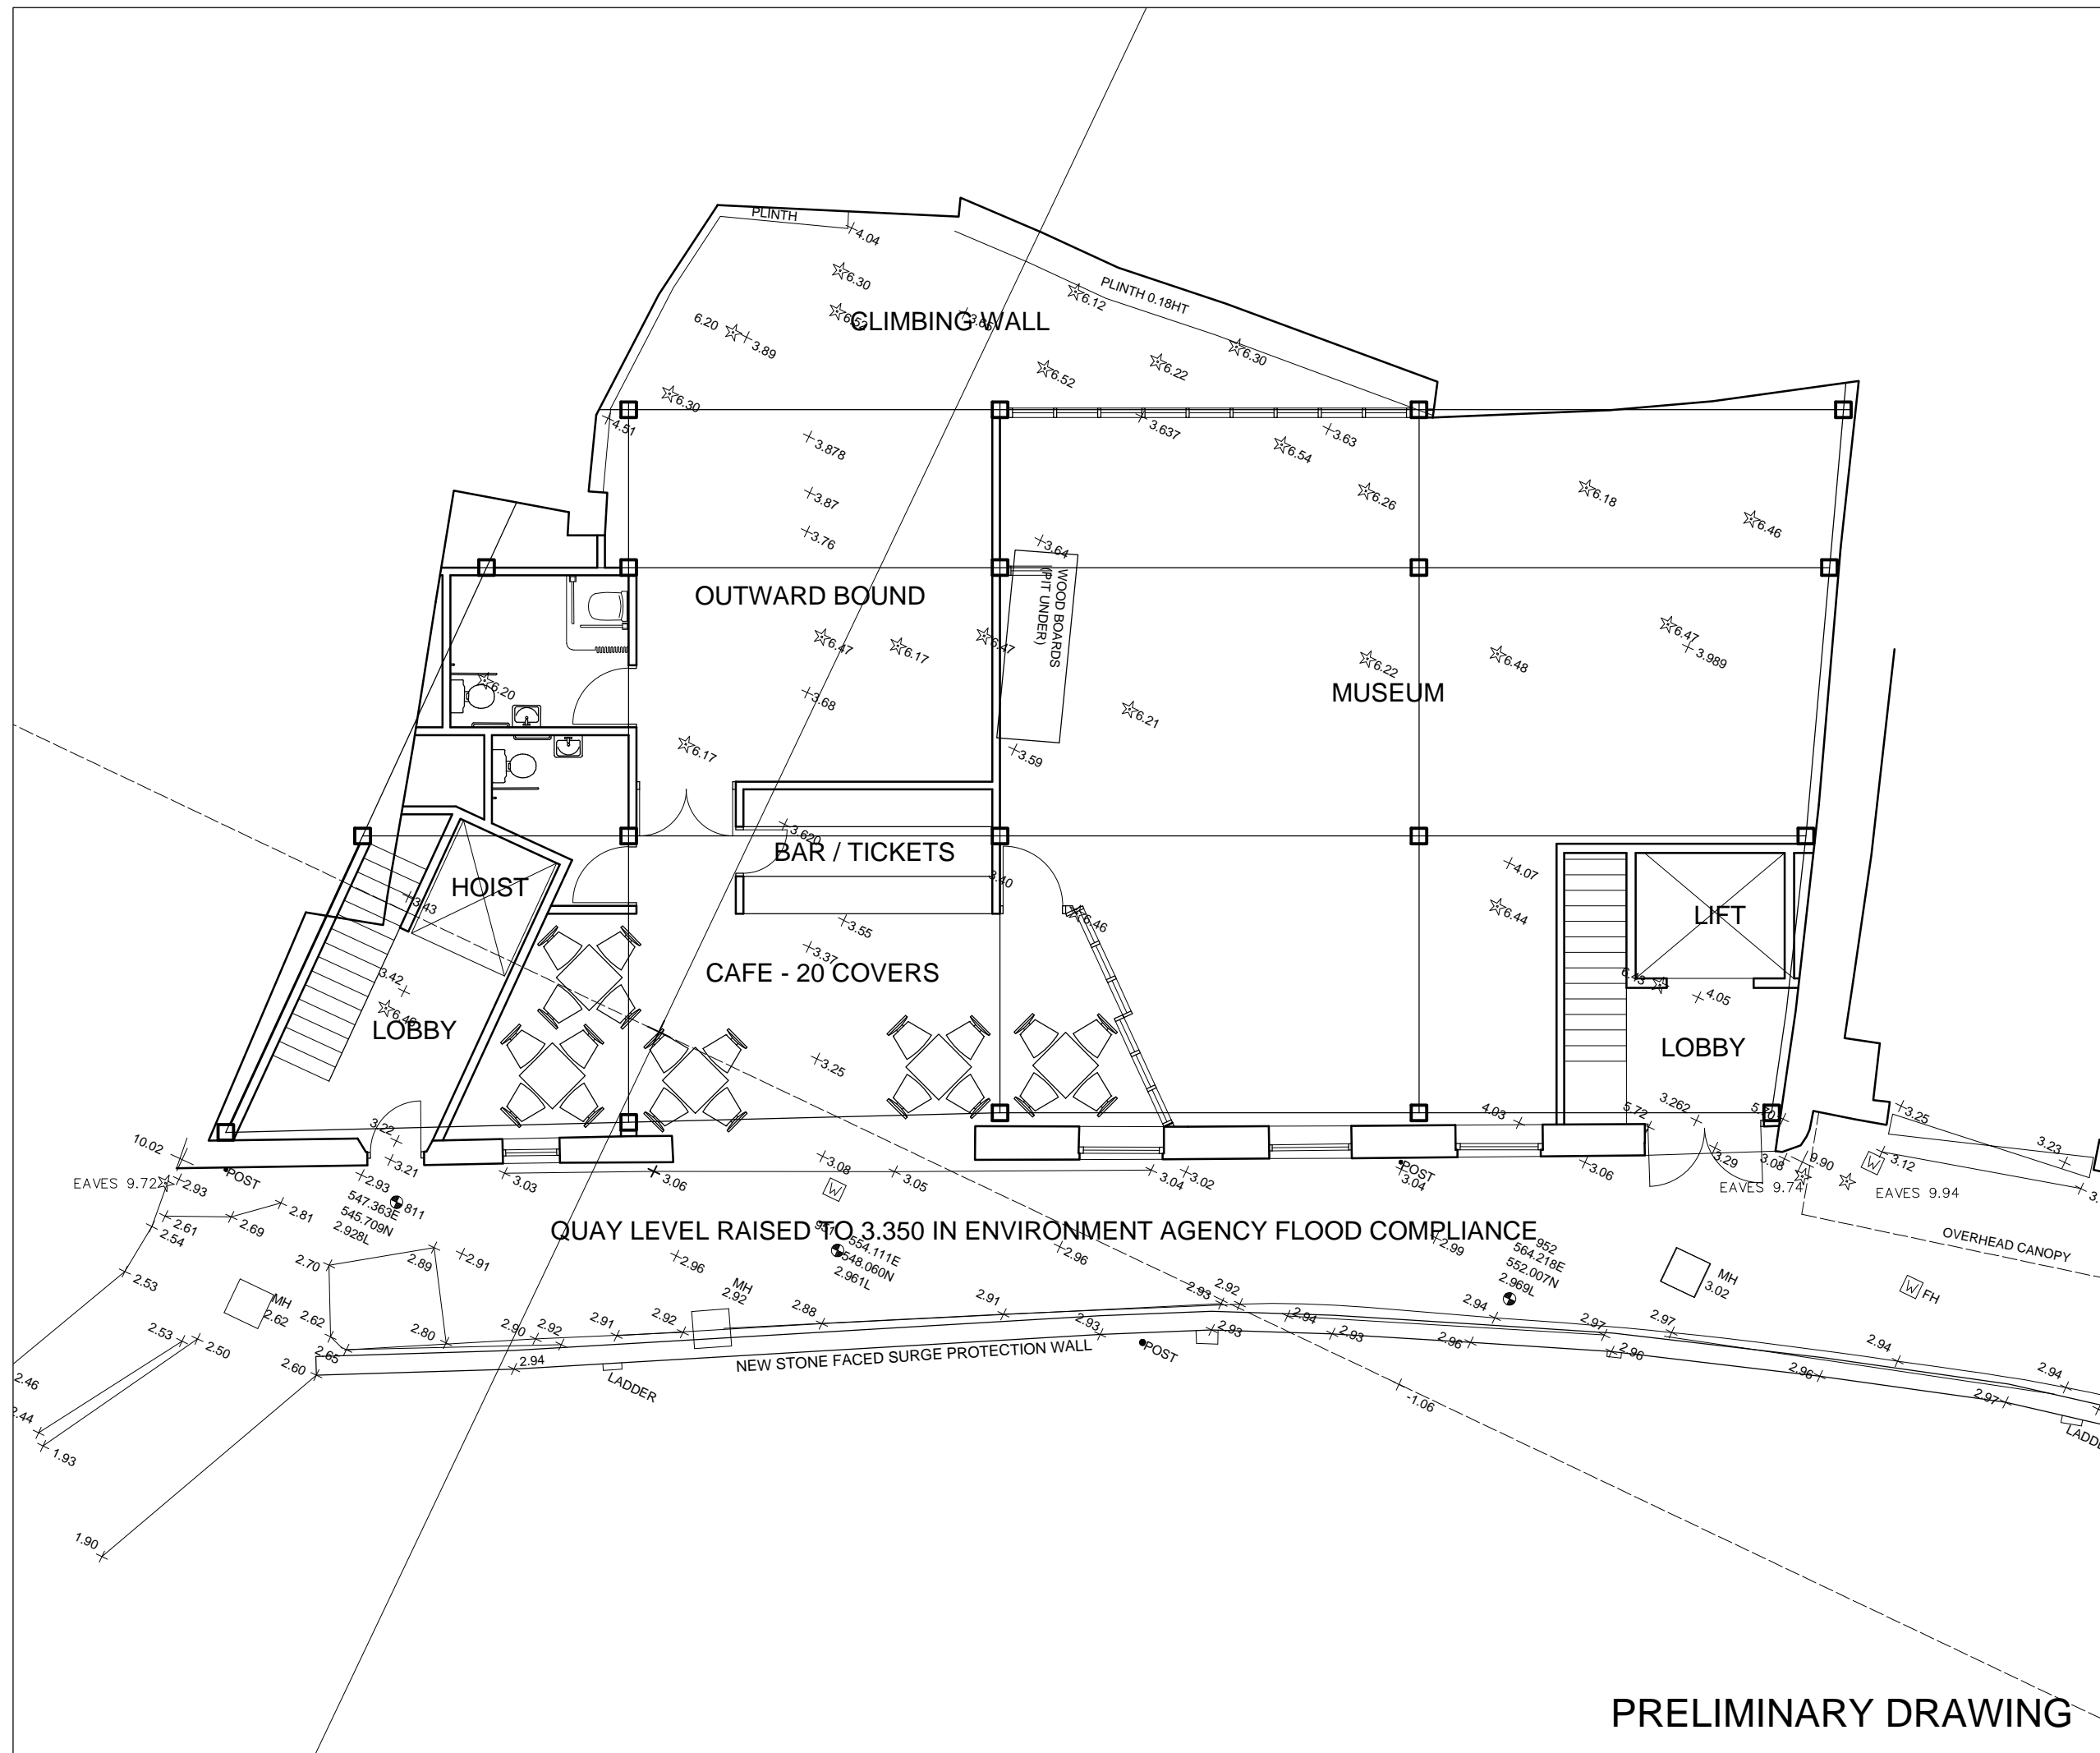 PLINTH
4.04
6.30
PLINTH 0.18HT
6.12
6.20
6.52
CLIMBING WALL
3.89
6.30
6.52
6.22
6.30
4.51
3.637
3.63
3.878
6.54
3.87
6.26
6.18
6.46
3.76
3.64
OUTWARD BOUND
WOOD BOARDS
(PIT UNDER)
6.47
6.17
6.47
6.47
3.989
6.22
6.48
6.20
3.68
MUSEUM
6.21
6.17
3.59
3.620
BAR / TICKETS
HOIST
3.40
4.07
3.43
6.44
LIFT
3.55
6.46
3.37
CAFE - 20 COVERS
3.42
6.43
4.05
LOBBY
LOBBY
3.25
4.03
5.72
3.262
3.25
3.22
10.02
3.21
3.08
3.06
3.29
3.08
9.90
3.12
3.23
POST
2.93
EAVES 9.72
2.93
3.03
3.06
3.05
3.04
3.02
POST
3.04
EAVES 9.74
EAVES 9.94
W
W
547.363E
545.709N
2.928L
811
2.61
2.54
2.69
2.81
QUAY LEVEL RAISED TO 3.350 IN ENVIRONMENT AGENCY FLOOD COMPLIANCE
951
554.111E
548.060N
2.961L
952
564.218E
552.007N
2.969L
2.99
2.96
2.96
2.91
2.89
2.70
OVERHEAD CANOPY
2.53
MH
2.62
MH
2.92
MH
3.02
W
FH
2.62
2.80
2.90
2.92
2.91
2.92
2.88
2.91
2.93
2.92
2.94
2.93
2.94
2.97
2.97
2.94
2.94
2.53
2.50
2.65
2.60
2.94
2.93
2.93
2.96
2.96
2.96
2.97
NEW STONE FACED SURGE PROTECTION WALL
POST
LADDER
2.46
-1.06
1.93
1.90
PRELIMINARY DRAWING